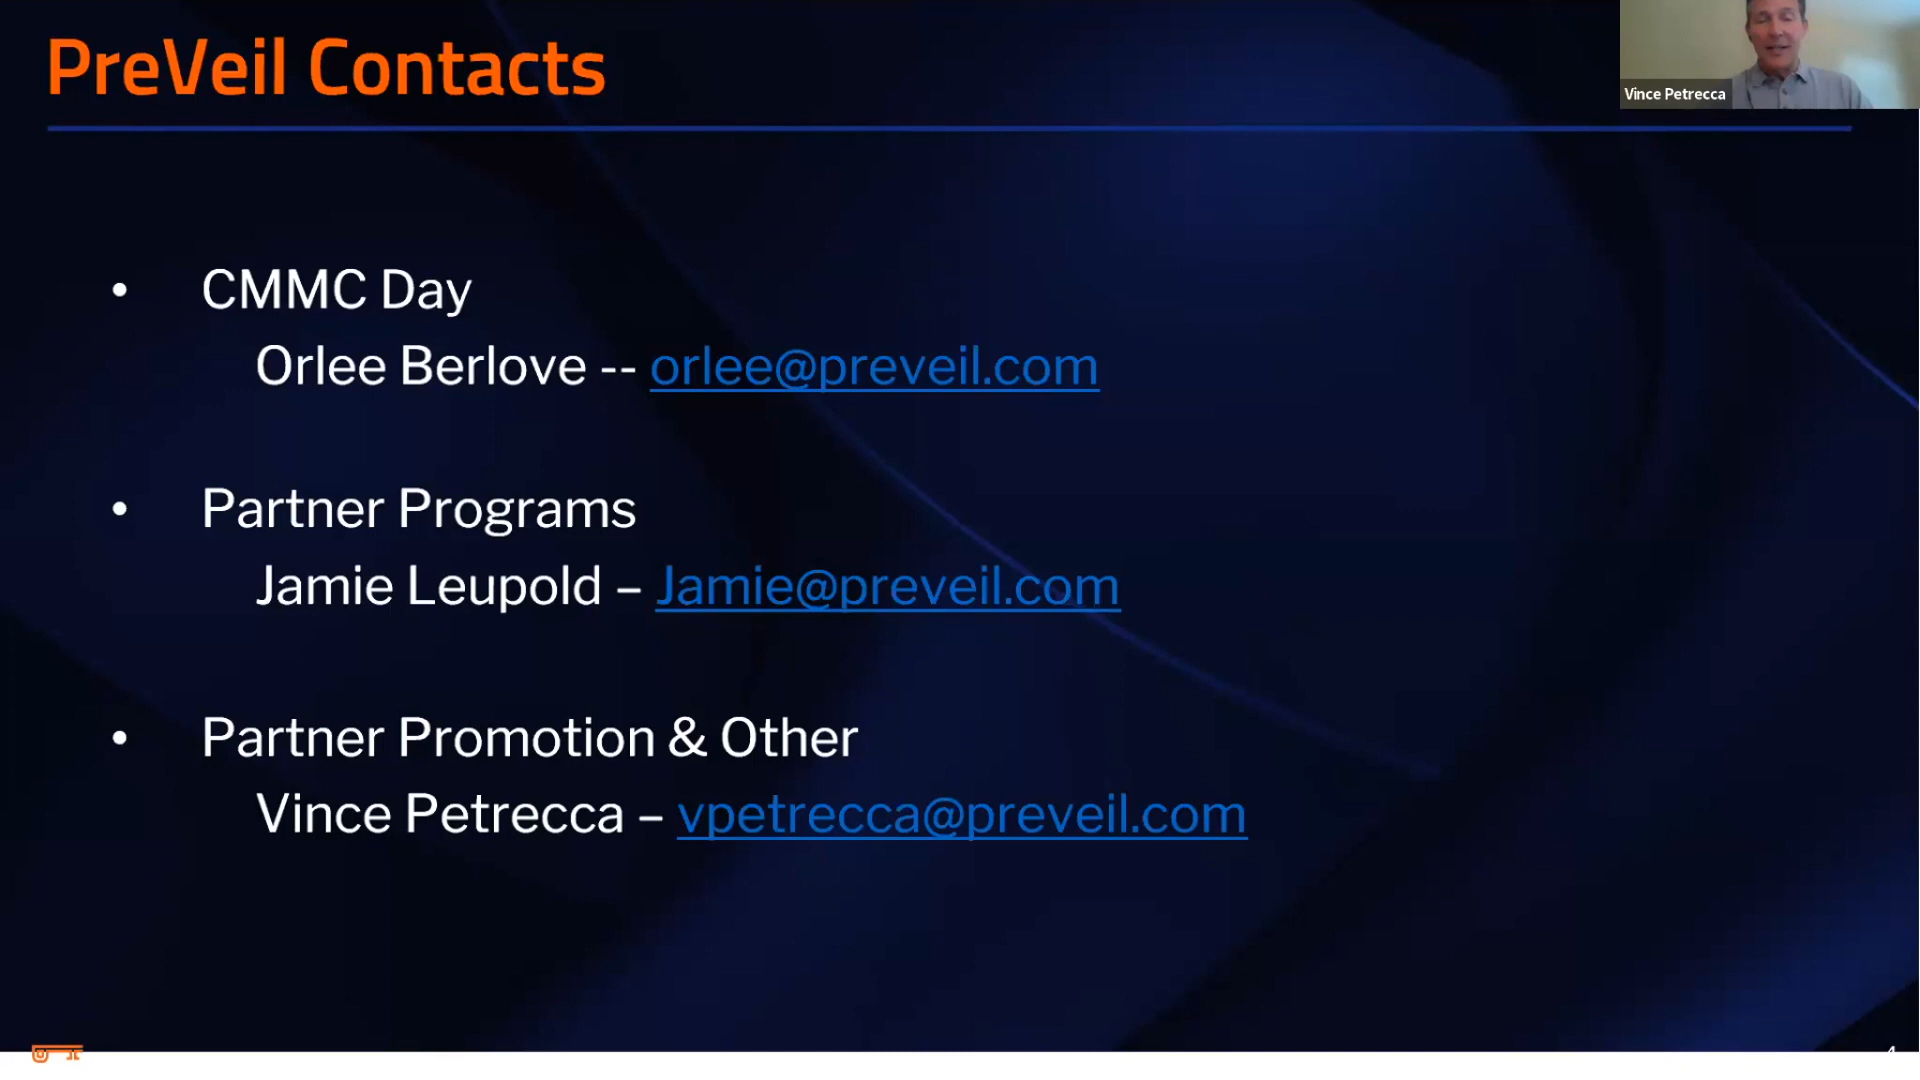 PreVeil Contacts
Vince Petrecca
• CMMC Day
Orlee Berlove -- orlee@preveil.com
• Partner Programs
Jamie Leupold – Jamie@preveil.com
• Partner Promotion & Other
Vince Petrecca – vpetrecca@preveil.com
4